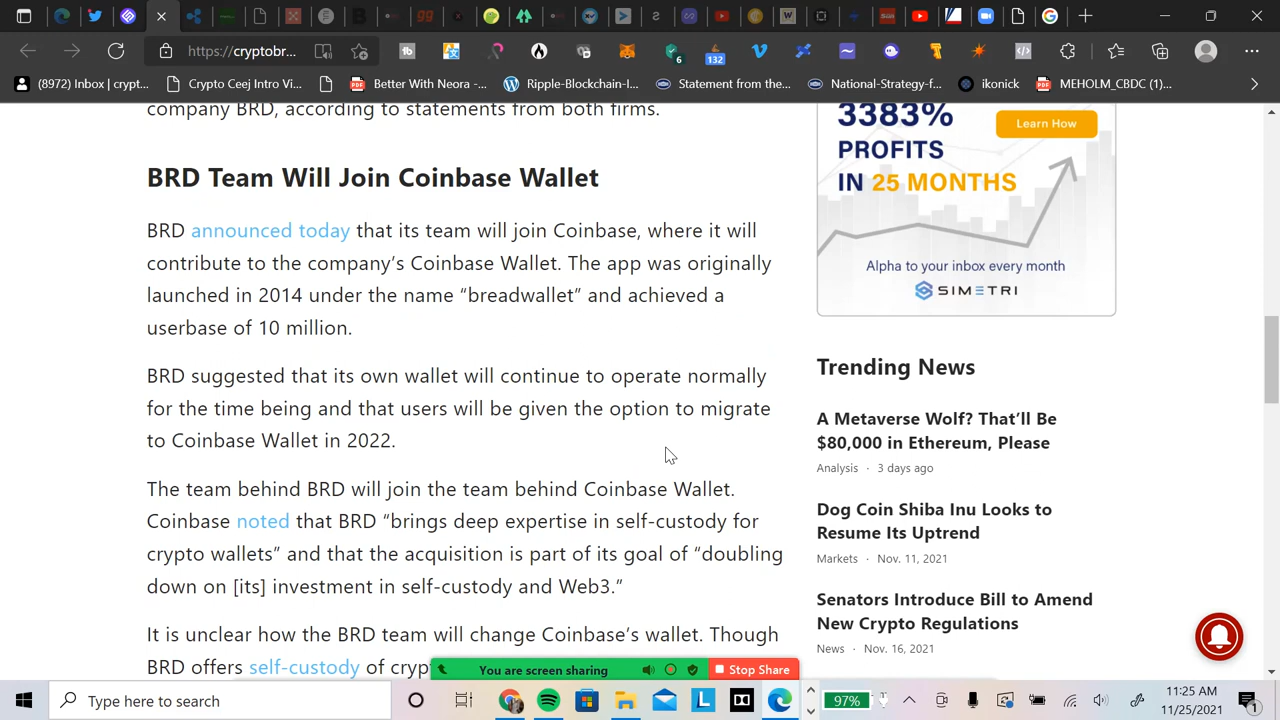 https://cryptobr...
6
132
(8972) Inbox | crypt...
Crypto Ceej Intro Vi...
Better With Neora -...
Ripple-Blockchain-I...
Statement from the...
National-Strategy-f...
ikonick
MEHOLM_CBDC (1)...
company BRD, according to statements from both firms.
BRD Team Will Join Coinbase Wallet
BRD announced today that its team will join Coinbase, where it will
contribute to the company’s Coinbase Wallet. The app was originally
launched in 2014 under the name “breadwallet” and achieved a
userbase of 10 million.
BRD suggested that its own wallet will continue to operate normally
for the time being and that users will be given the option to migrate
to Coinbase Wallet in 2022.
The team behind BRD will join the team behind Coinbase Wallet.
Coinbase noted that BRD “brings deep expertise in self-custody for
crypto wallets” and that the acquisition is part of its goal of “doubling
down on [its] investment in self-custody and Web3.”
It is unclear how the BRD team will change Coinbase’s wallet. Though
BRD offers self-custody of cryp
3383%
PROFITS
IN 25 MONTHS
Learn How
Alpha to your inbox every month
SIMETRI
Trending News
A Metaverse Wolf? That’ll Be
$80,000 in Ethereum, Please
Analysis · 3 days ago
Dog Coin Shiba Inu Looks to
Resume Its Uptrend
Markets · Nov. 11, 2021
Senators Introduce Bill to Amend
New Crypto Regulations
News · Nov. 16, 2021
You are screen sharing
Stop Share
Type here to search
97%
11:25 AM
11/25/2021
1